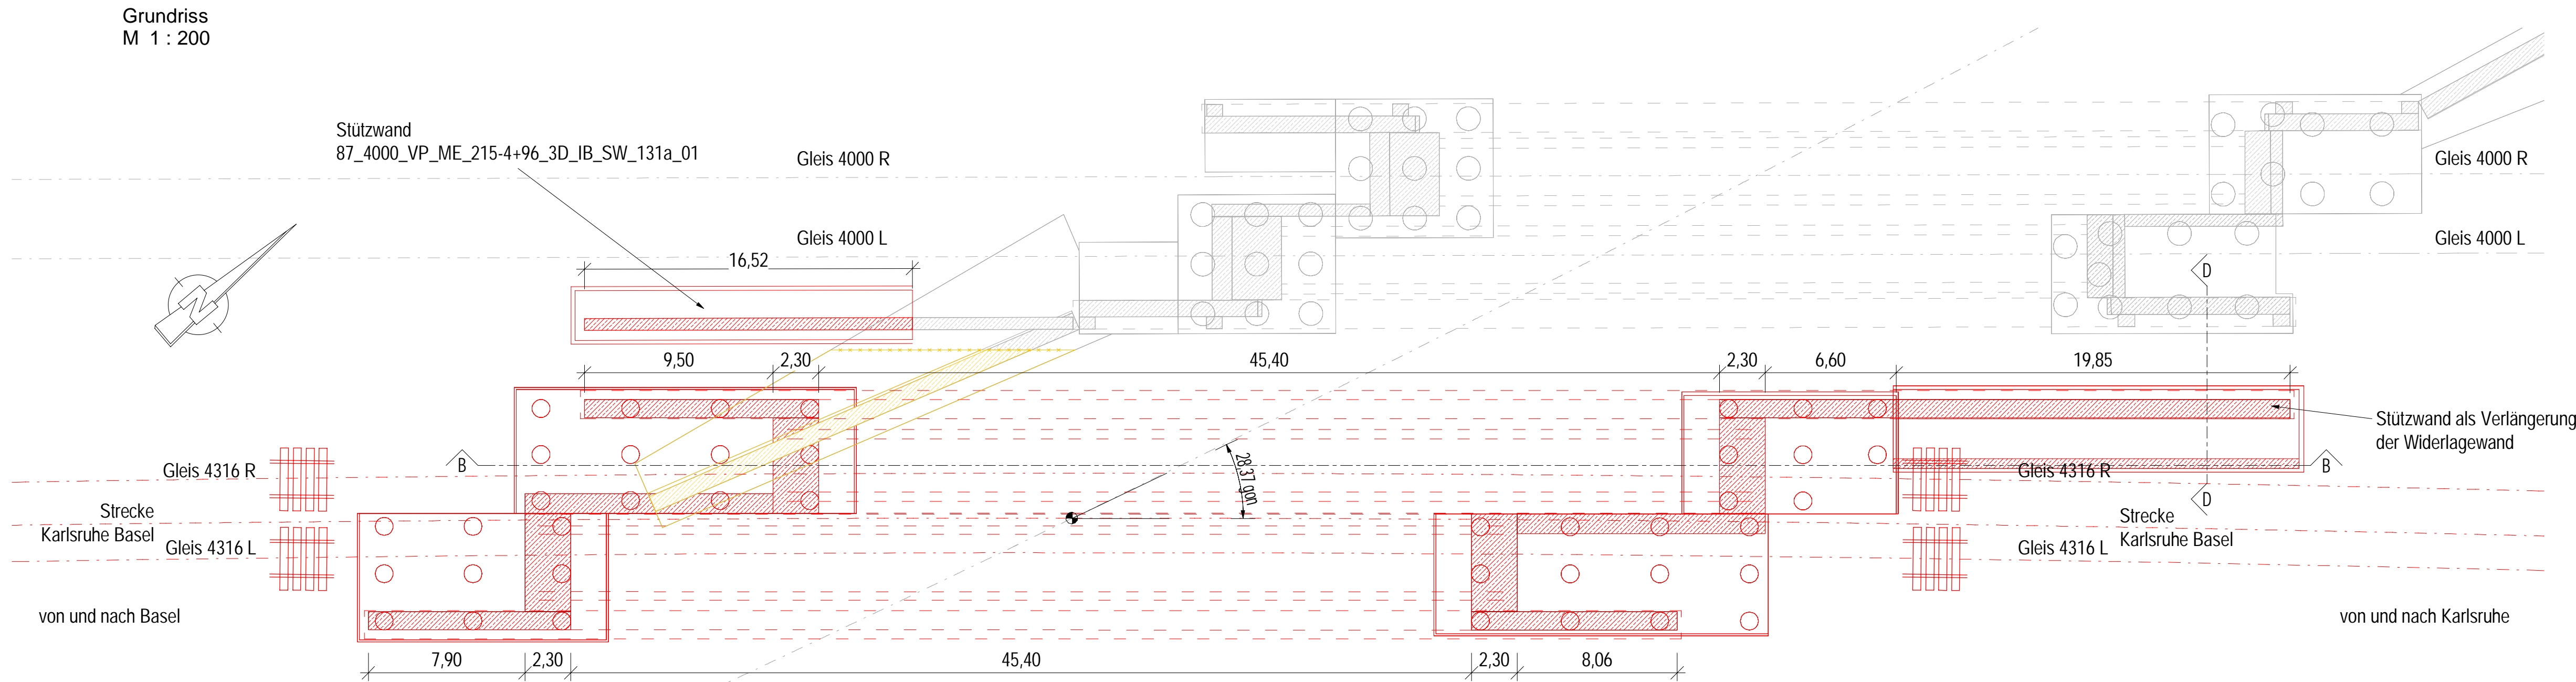 Grundriss
M 1 : 200
Stützwand
87_4000_VP_ME_215-4+96_3D_IB_SW_131a_01
Gleis 4000 R
Gleis 4000 R
Gleis 4000 L
Gleis 4000 L
16,52
N
D
9,50
2,30
45,40
2,30
6,60
19,85
Stützwand als Verlängerung
der Widerlagewand
B
B
28,37 gon
Gleis 4316 R
Gleis 4316 R
D
Strecke
Karlsruhe Basel
Strecke
Karlsruhe Basel
Gleis 4316 L
Gleis 4316 L
von und nach Basel
von und nach Karlsruhe
7,90
2,30
45,40
2,30
8,06